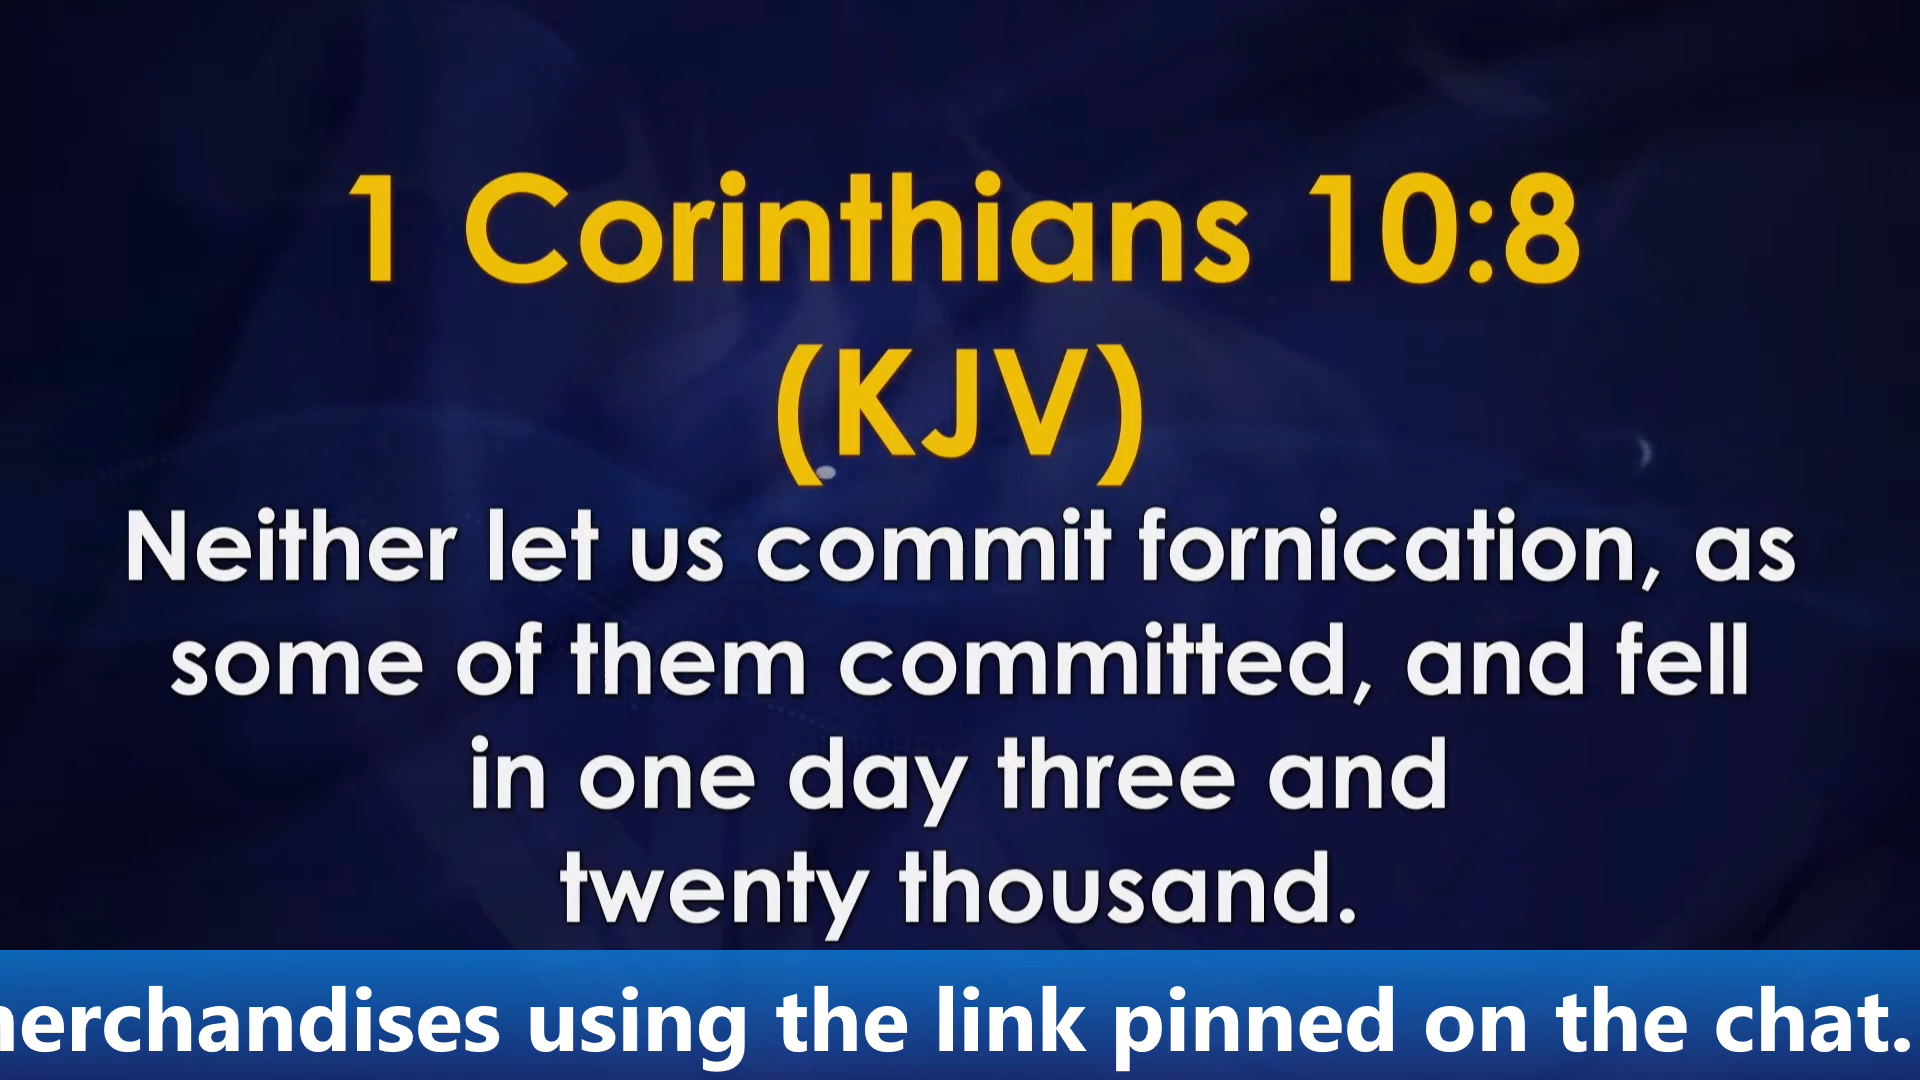 1 Corinthians 10:8
(KJV)
Neither let us commit fornication, as
some of them committed, and fell
in one day three and
twenty thousand.
erchandises using the link pinned on the chat.